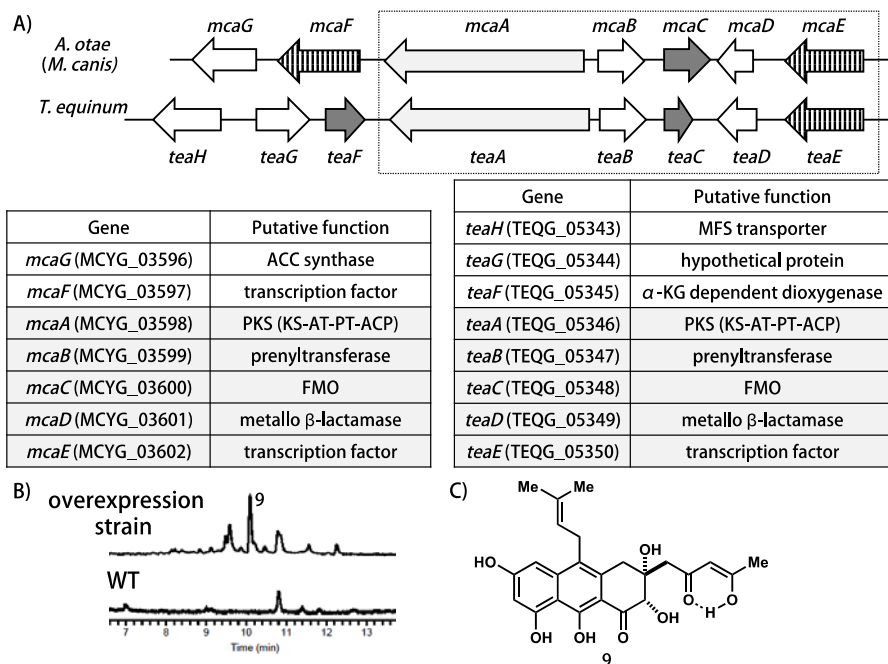 A)
mcaG mcaF mcaA mcaB mcaC mcaD mcaE
A. otae
(M. canis)
T. equinum
teaH teaG teaF teaA teaB teaC teaD teaE
Gene Putative function
mcaG (MCYG_03596) ACC synthase
mcaF (MCYG_03597) transcription factor
mcaA (MCYG_03598) PKS (KS-AT-PT-ACP)
mcaB (MCYG_03599) prenyltransferase
mcaC (MCYG_03600) FMO
mcaD (MCYG_03601) metallo β-lactamase
mcaE (MCYG_03602) transcription factor
Gene Putative function
teaH (TEQG_05343) MFS transporter
teaG (TEQG_05344) hypothetical protein
teaF (TEQG_05345) α-KG dependent dioxygenase
teaA (TEQG_05346) PKS (KS-AT-PT-ACP)
teaB (TEQG_05347) prenyltransferase
teaC (TEQG_05348) FMO
teaD (TEQG_05349) metallo β-lactamase
teaE (TEQG_05350) transcription factor
B)
overexpression
strain
9
WT
7 8 9 10 11 12 13
Time (min)
C)
Me Me
OH Me
HO
O H O
OH
OH OH O
9